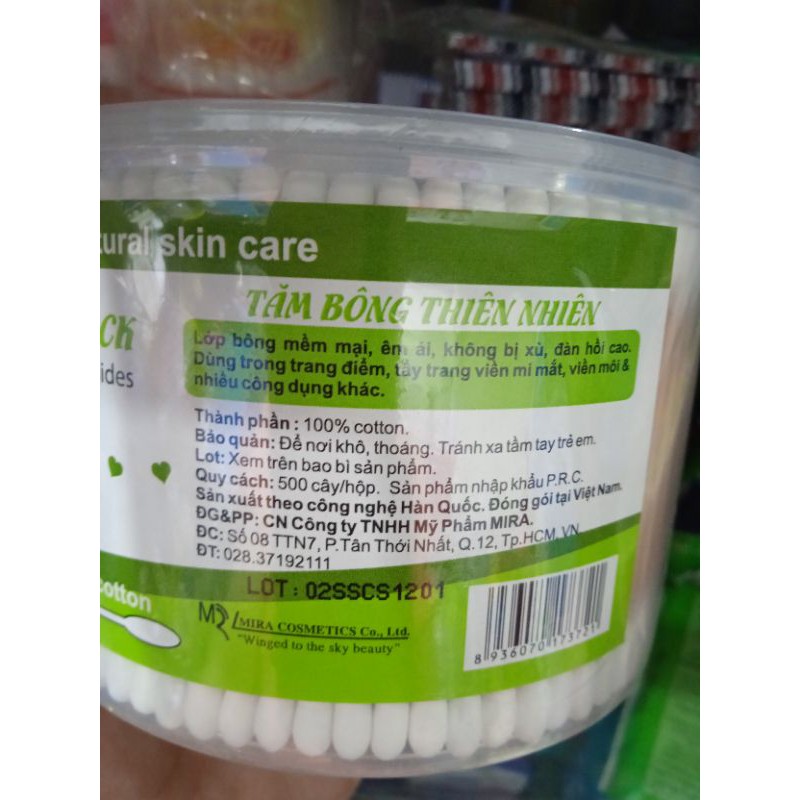 skin care
TĂM BÔNG THIÊN NHIÊN
Lớp bông mềm mại, êm ái, không bị xù, đàn hồi cao.
Dùng trong trang điểm, tẩy trang viền mi mắt, viền môi &
nhiều công dụng khác.
Thành phần : 100% cotton.
Bảo quản: Để nơi khô, thoáng. Tránh xa tầm tay trẻ em.
Lot: Xem trên bao bì sản phẩm.
Quy cách: 500 cây/hộp. Sản phẩm nhập khẩu P.R.C.
Sản xuất theo công nghệ Hàn Quốc. Đóng gói tại Việt Nam.
ĐG&PP: CN Công ty TNHH Mỹ Phẩm MIRA.
ĐC: Số 08 TTN7, P.Tân Thới Nhất, Q.12, Tp.HCM, VN
ĐT: 028.37192111
LOT : 02SSCS1201
cotton
MIRA COSMETICS Co., Ltd.
"Winged to the sky beauty"
8 936070 173721